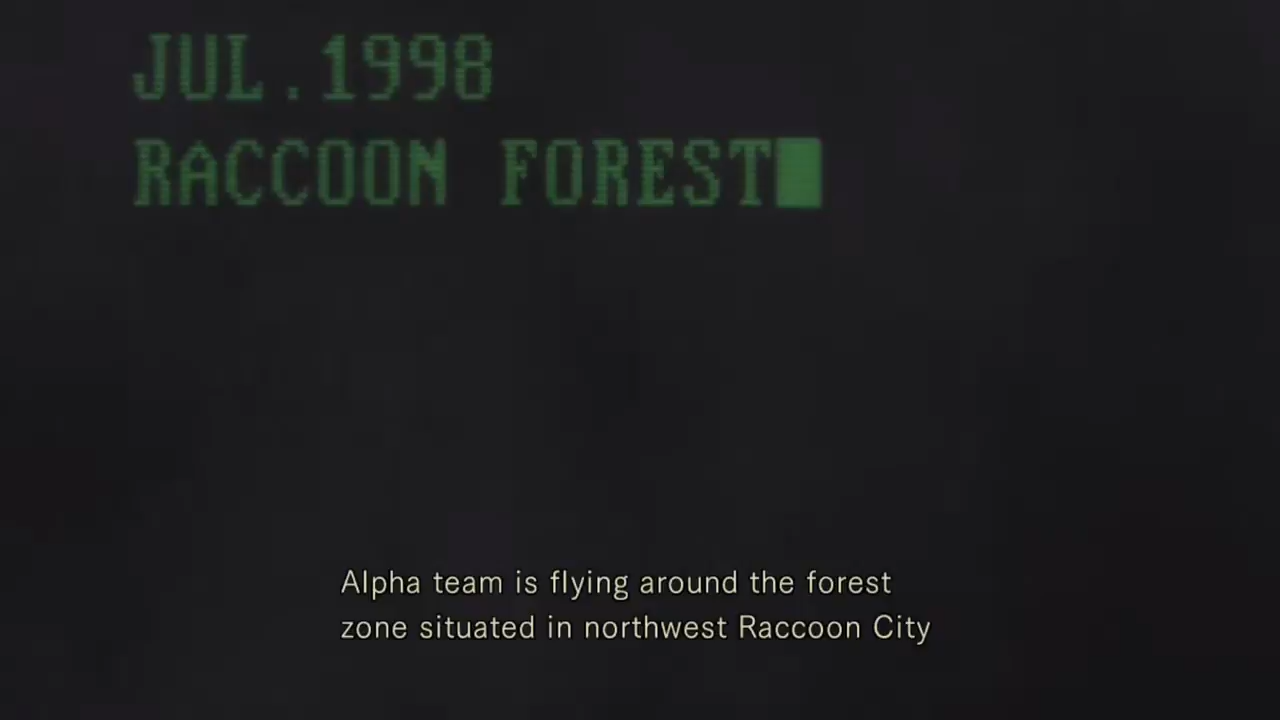 JUL.1998
RACCOON FOREST
Alpha team is flying around the forest
zone situated in northwest Raccoon City